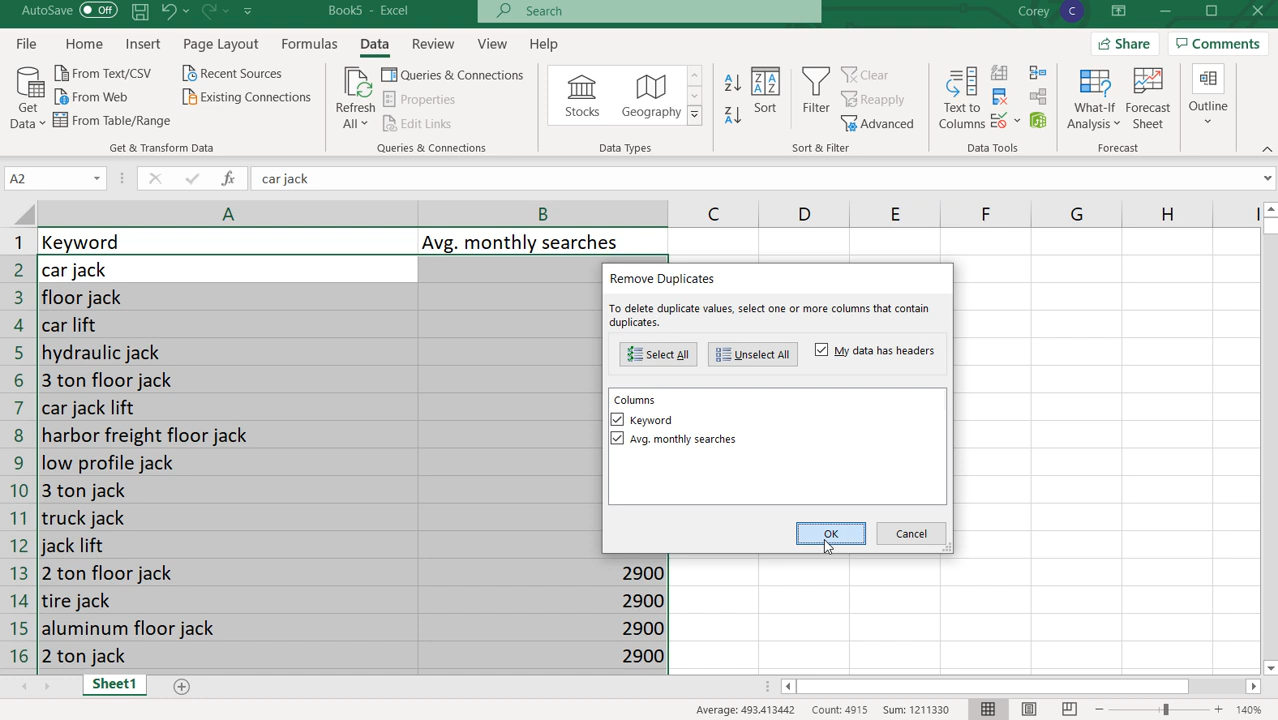 AutoSave Off Book5 - Excel Search Corey C
File Home Insert Page Layout Formulas Data Review View Help Share Comments
Get Data
From Text/CSV
From Web
From Table/Range
Recent Sources
Existing Connections
Get & Transform Data
Refresh All
Queries & Connections
Properties
Edit Links
Queries & Connections
Stocks Geography
Data Types
Sort
Filter
Clear
Reapply
Advanced
Sort & Filter
Text to Columns
Data Tools
What-If Analysis
Forecast Sheet
Forecast
Outline
A2 fx car jack
A B C D E F G H I
1 Keyword Avg. monthly searches
2 car jack
3 floor jack
4 car lift
5 hydraulic jack
6 3 ton floor jack
7 car jack lift
8 harbor freight floor jack
9 low profile jack
10 3 ton jack
11 truck jack
12 jack lift
13 2 ton floor jack 2900
14 tire jack 2900
15 aluminum floor jack 2900
16 2 ton jack 2900
Remove Duplicates
To delete duplicate values, select one or more columns that contain
duplicates.
Select All Unselect All My data has headers
Columns
Keyword
Avg. monthly searches
OK Cancel
Sheet1
Average: 493.413442 Count: 4915 Sum: 1211330 140%